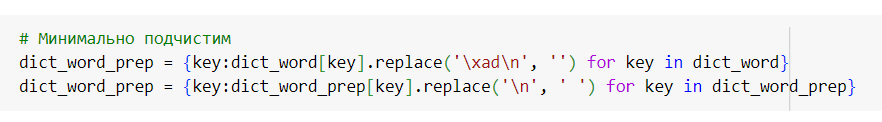 # Минимально подчистим
dict_word_prep = {key:dict_word[key].replace('\xad\n', '') for key in dict_word}
dict_word_prep = {key:dict_word_prep[key].replace('\n', ' ') for key in dict_word_prep}